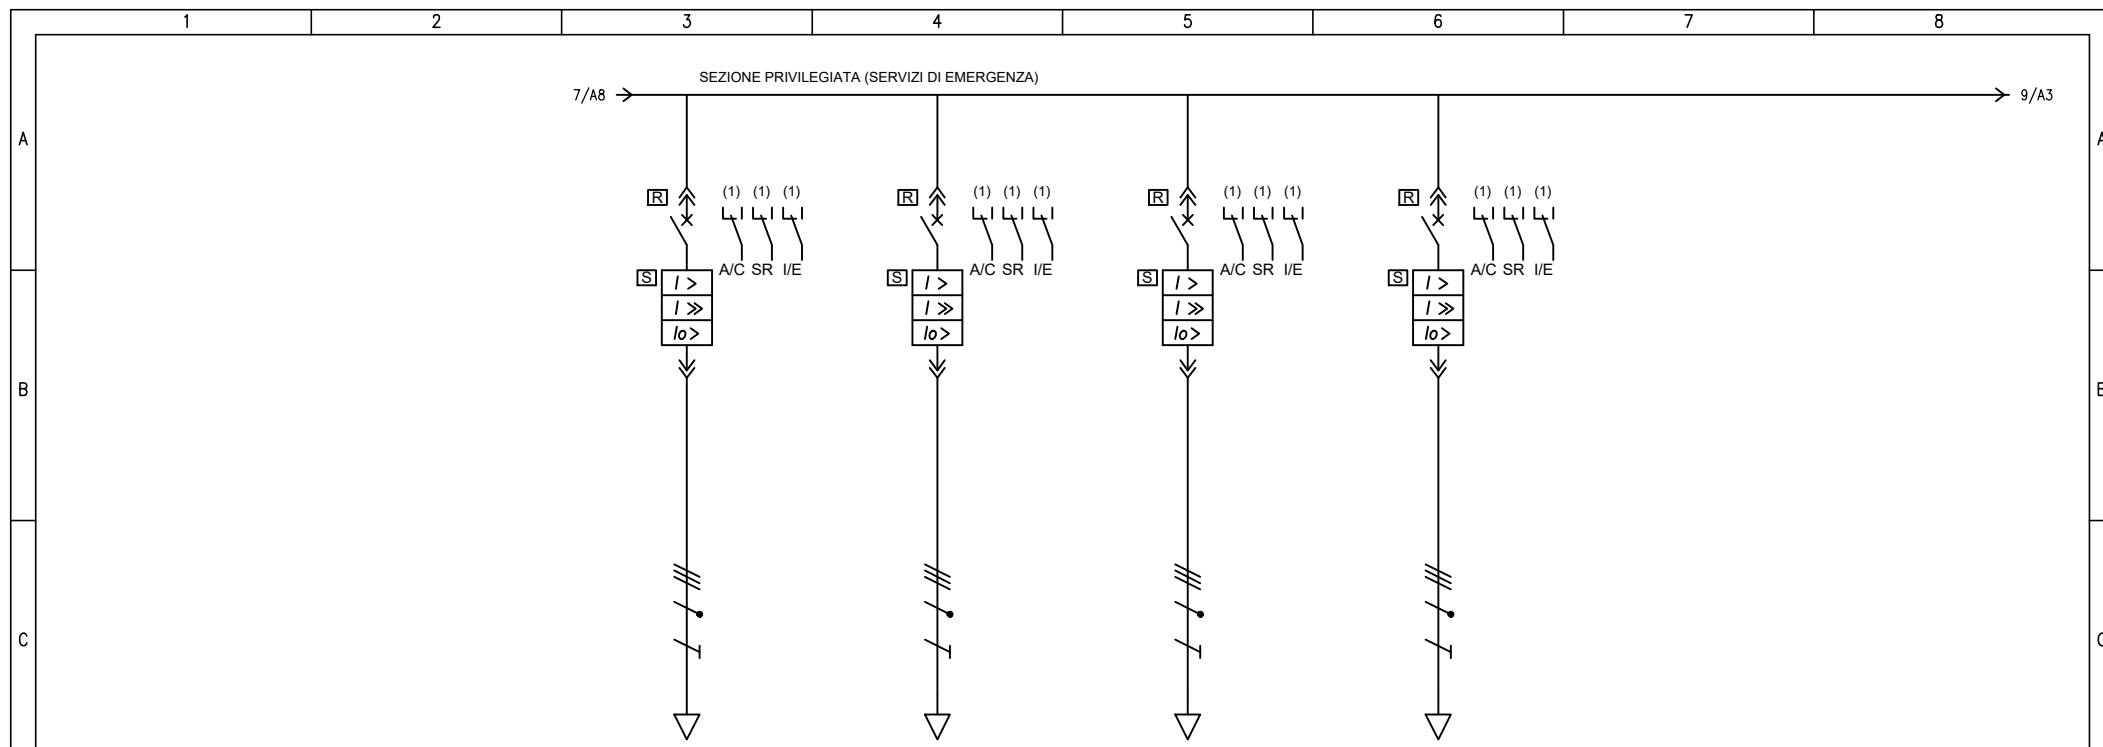 1 2 3 4 5 6 7 8
SEZIONE PRIVILEGIATA (SERVIZI DI EMERGENZA)
7/A8 9/A3
A A
R (1) (1) (1) R (1) (1) (1) R (1) (1) (1) R (1) (1) (1)
A/C SR I/E A/C SR I/E A/C SR I/E A/C SR I/E
S I > S I > S I > S I >
I >> I >> I >> I >>
Io> Io> Io> Io>
B B
C C